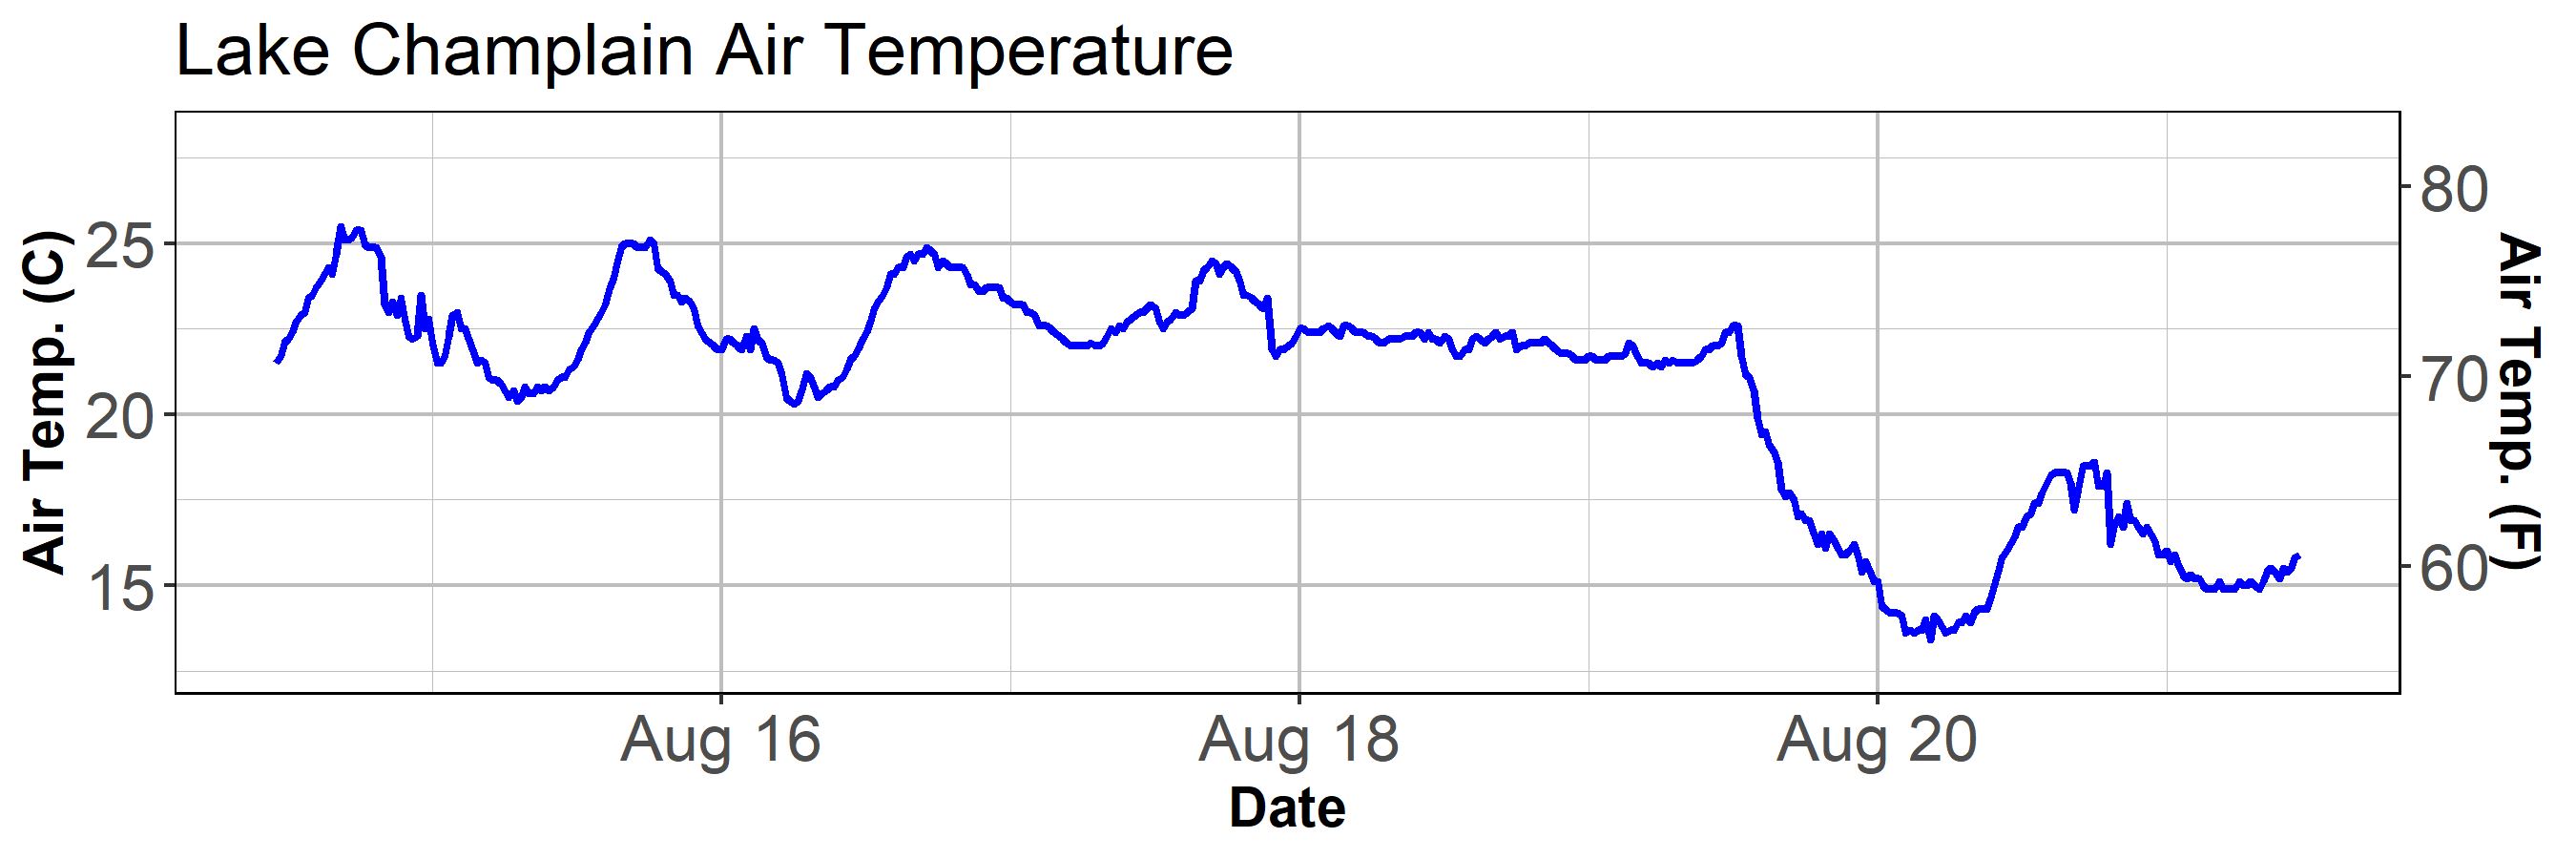 Lake Champlain Air Temperature
Air Temp. (C)
25
20
15
80
70
60
Air Temp. (F)
Aug 16
Aug 18
Aug 20
Date